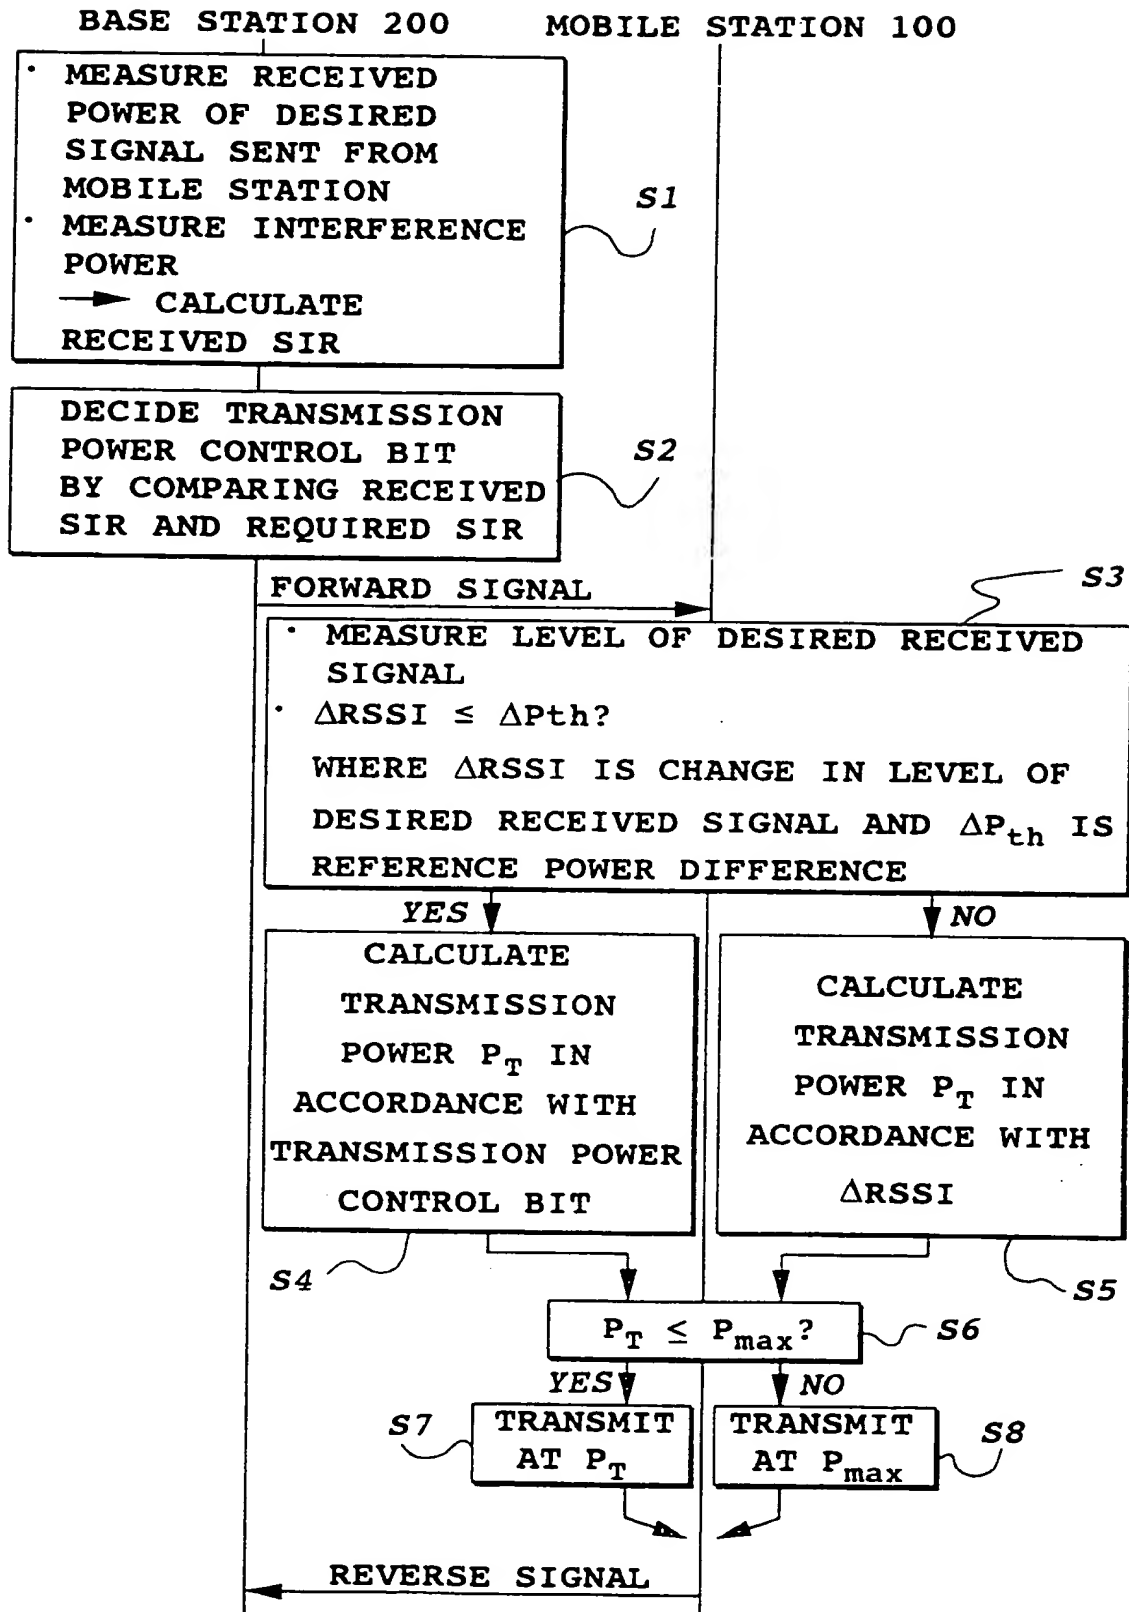 BASE STATION 200
MOBILE STATION 100
· MEASURE RECEIVED
POWER OF DESIRED
SIGNAL SENT FROM
MOBILE STATION
· MEASURE INTERFERENCE
POWER
→ CALCULATE
RECEIVED SIR
S1
DECIDE TRANSMISSION
POWER CONTROL BIT
BY COMPARING RECEIVED
SIR AND REQUIRED SIR
S2
FORWARD SIGNAL
S3
· MEASURE LEVEL OF DESIRED RECEIVED
SIGNAL
· ΔRSSI ≤ ΔPth?
WHERE ΔRSSI IS CHANGE IN LEVEL OF
DESIRED RECEIVED SIGNAL AND ΔPth IS
REFERENCE POWER DIFFERENCE
YES
NO
CALCULATE
TRANSMISSION
POWER PT IN
ACCORDANCE WITH
TRANSMISSION POWER
CONTROL BIT
S4
CALCULATE
TRANSMISSION
POWER PT IN
ACCORDANCE WITH
ΔRSSI
S5
PT ≤ Pmax?
S6
YES
NO
S7
TRANSMIT
AT PT
TRANSMIT
AT Pmax
S8
REVERSE SIGNAL